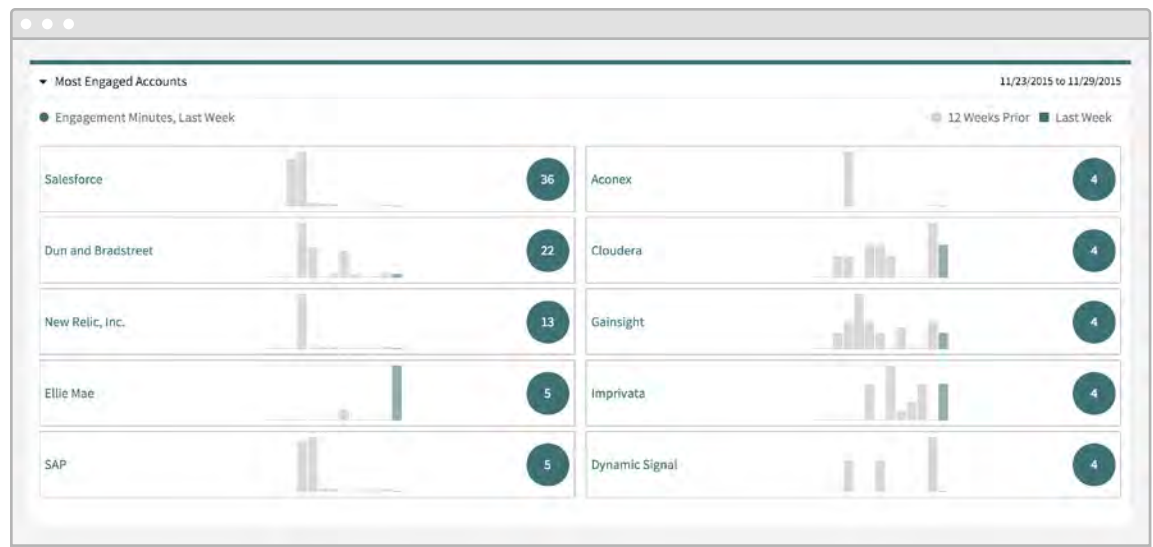 Most Engaged Accounts
11/23/2015 to 11/29/2015
Engagement Minutes, Last Week
12 Weeks Prior Last Week
Salesforce
36
Aconex
4
Dun and Bradstreet
22
Cloudera
4
New Relic, Inc.
13
Gainsight
4
Ellie Mae
5
Imprivata
4
SAP
5
Dynamic Signal
4